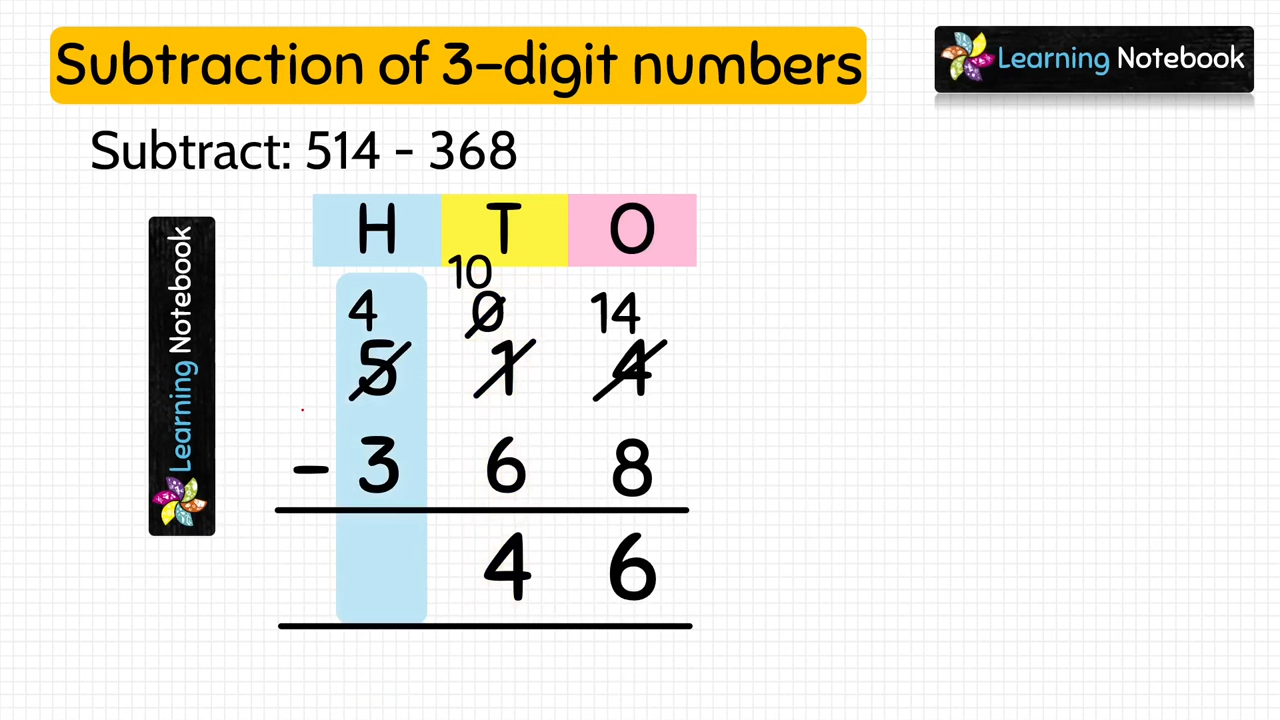 Subtraction of 3-digit numbers
Learning Notebook
Subtract: 514 - 368
Learning Notebook
H T O
10
4 0 14
5 1 4
- 3 6 8
4 6